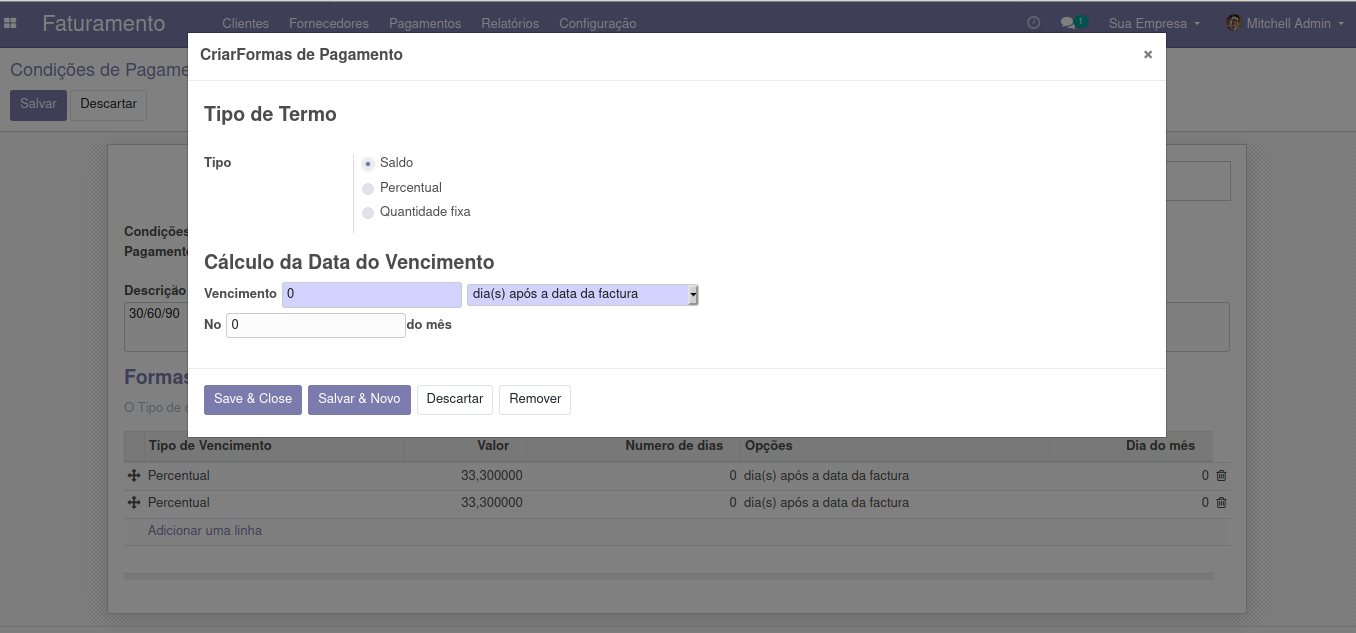 Faturamento Clientes Fornecedores Pagamentos Relatórios Configuração 1 Sua Empresa Mitchell Admin
Condições de Pagame
Salvar Descartar
CriarFormas de Pagamento ×
Tipo de Termo
Tipo
Saldo
Percentual
Quantidade fixa
Cálculo da Data do Vencimento
Vencimento 0 dia(s) após a data da factura
No 0 do mês
Save & Close Salvar & Novo Descartar Remover
Condições
Pagamento
Descrição
30/60/90
Formas
O Tipo de
Tipo de Vencimento Valor Numero de dias Opções Dia do mês
Percentual 33,300000 0 dia(s) após a data da factura 0
Percentual 33,300000 0 dia(s) após a data da factura 0
Adicionar uma linha